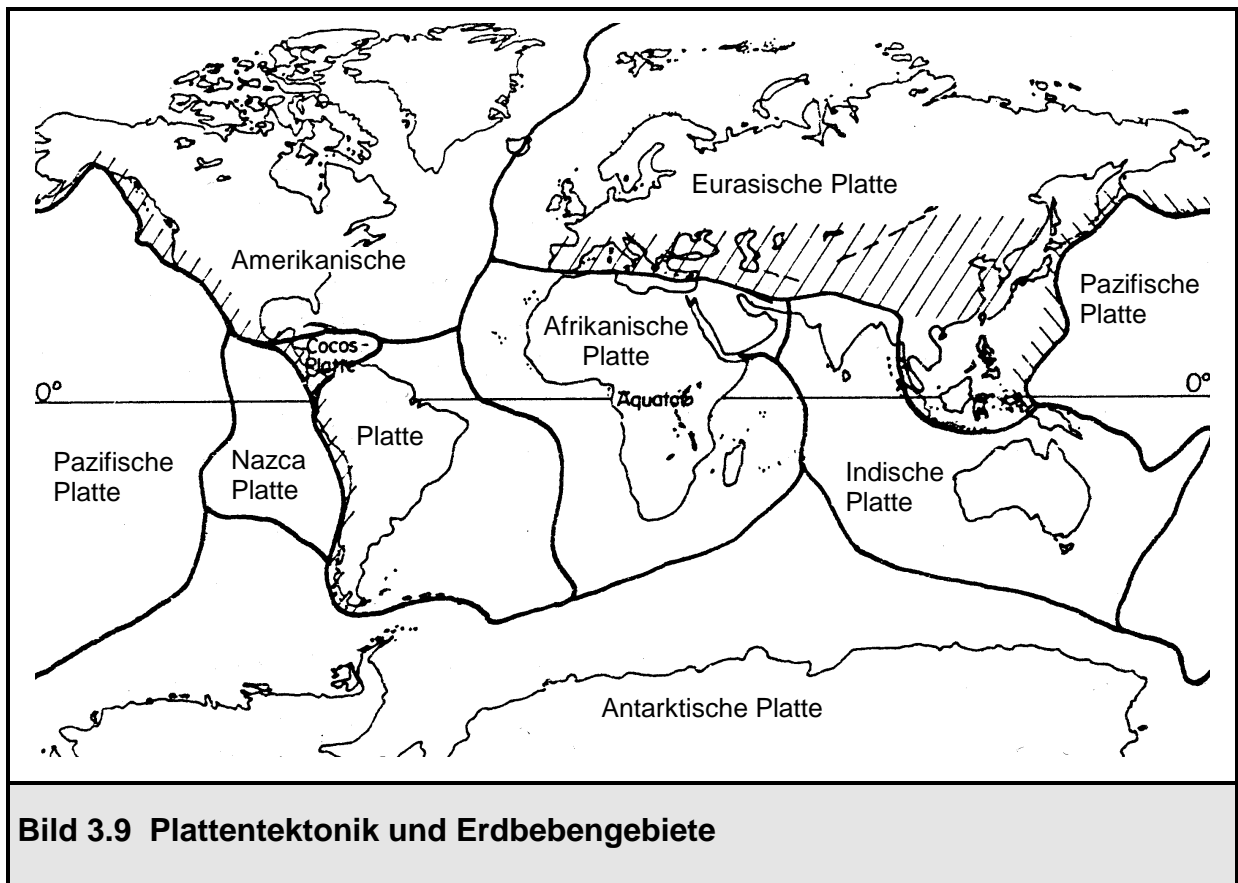 Eurasische Platte
Amerikanische
Pazifische
Platte
Afrikanische
Platte
Cocos-
Platte
0°
0°
Äquator
Platte
Pazifische
Platte
Nazca
Platte
Indische
Platte
Antarktische Platte
Bild 3.9 Plattentektonik und Erdbebengebiete